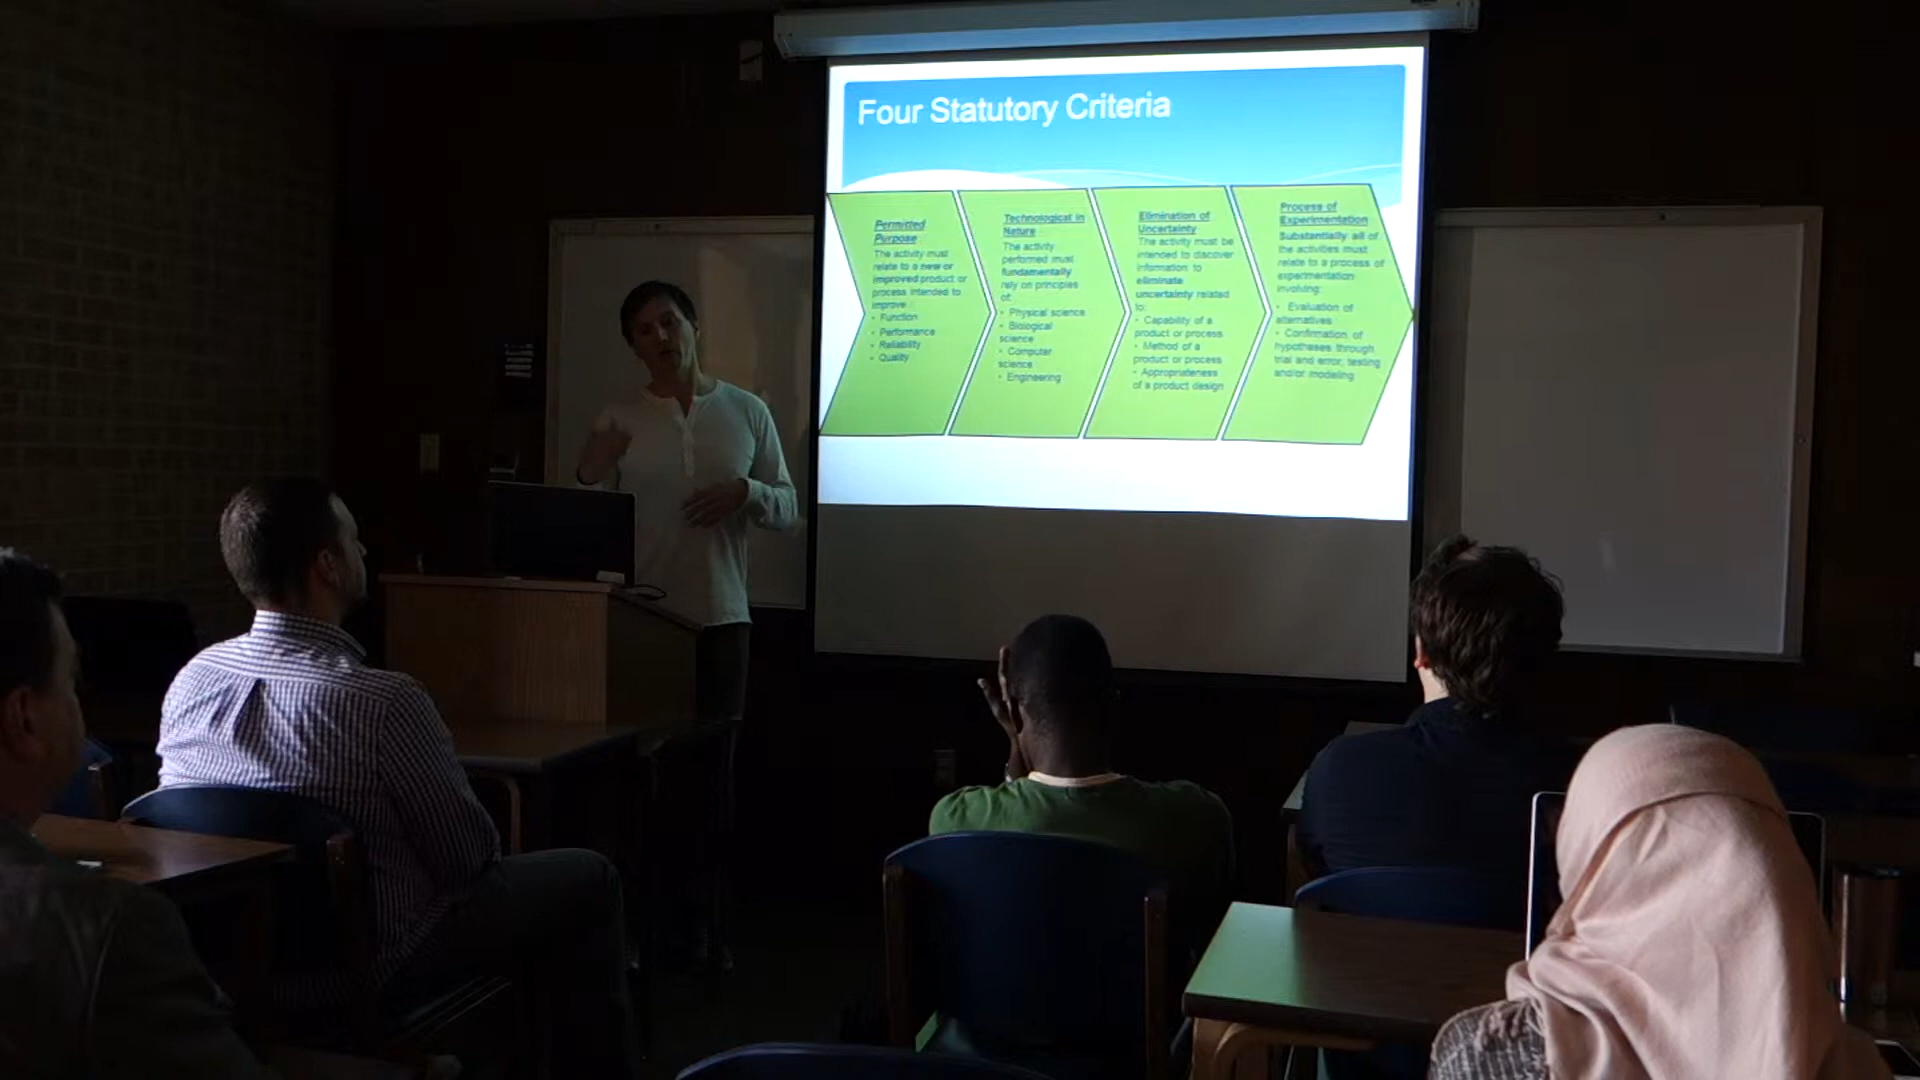 Four Statutory Criteria
Permitted
Purpose
The activity must
relate to a new or
improved product or
process intended to
improve
• Function
• Performance
• Reliability
• Quality
Technological in
Nature
The activity
performed must
fundamentally
rely on principles
of:
• Physical science
• Biological
science
• Computer
science
• Engineering
Elimination of
Uncertainty
The activity must be
intended to discover
information to
eliminate
uncertainty related
to:
• Capability of a
product or process
• Method of a
product or process
• Appropriateness
of a product design
Process of
Experimentation
Substantially all of
the activities must
relate to a process of
experimentation
involving:
• Evaluation of
alternatives
• Confirmation of
hypotheses through
trial and error, testing
and/or modeling